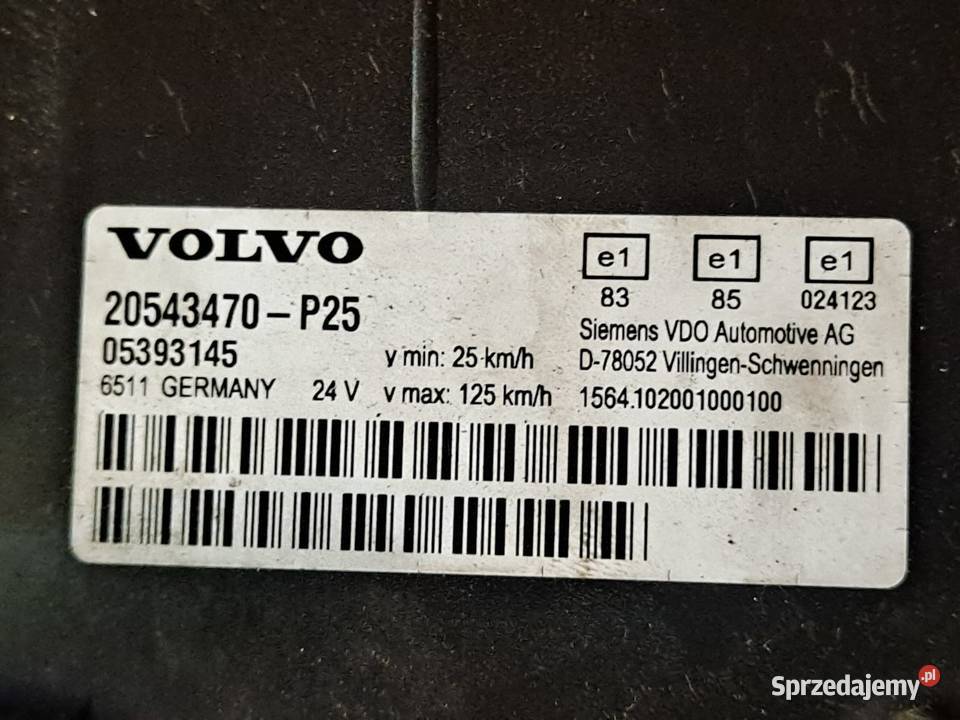 VOLVO
e1 e1 e1
83 85 024123
20543470-P25
Siemens VDO Automotive AG
05393145 v min: 25 km/h D-78052 Villingen-Schwenningen
6511 GERMANY 24 V v max: 125 km/h 1564.102001000100
Sprzedajemy.pl